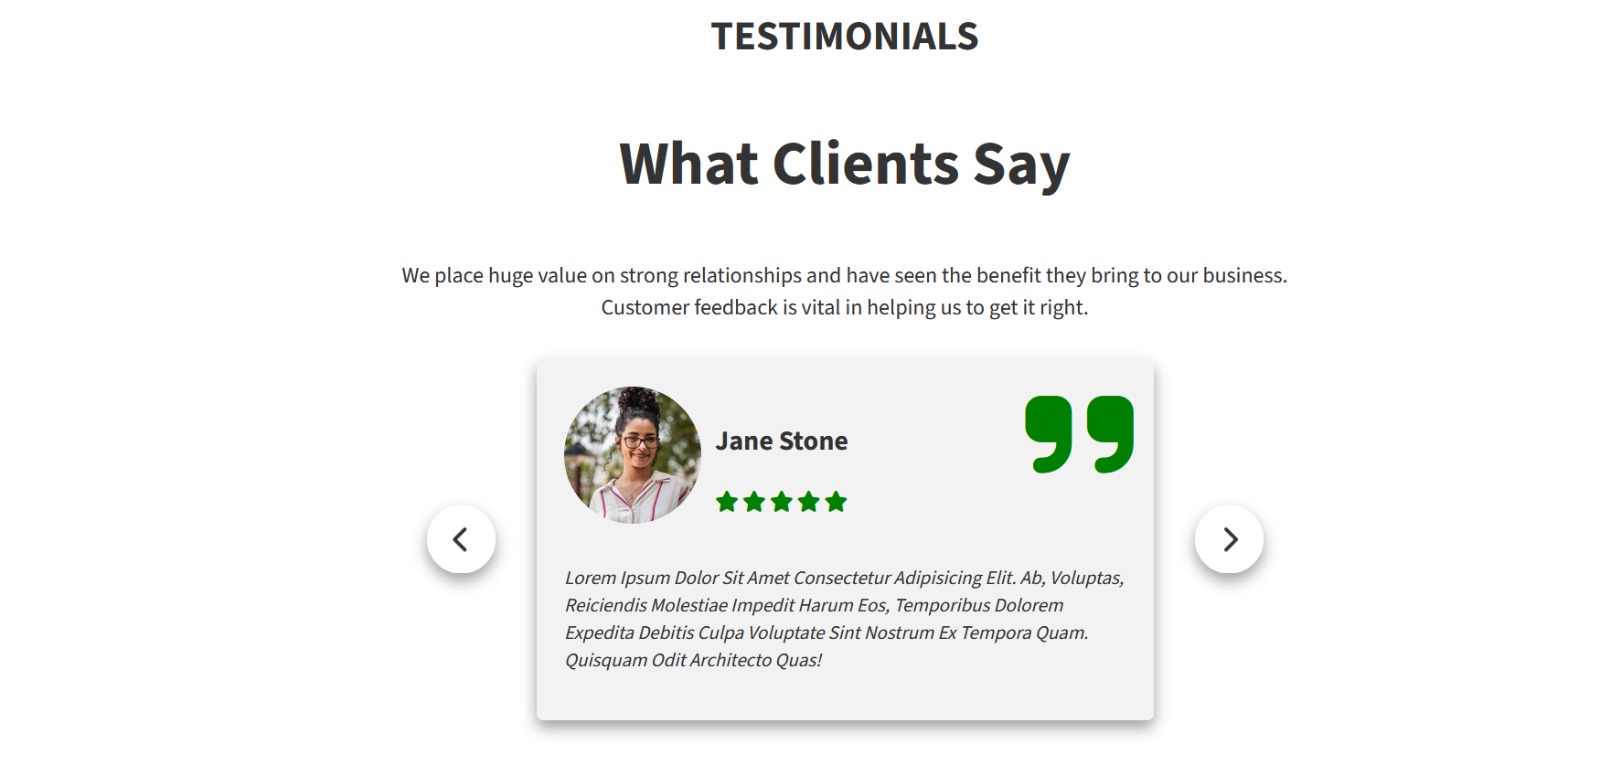 TESTIMONIALS
What Clients Say
We place huge value on strong relationships and have seen the benefit they bring to our business.
Customer feedback is vital in helping us to get it right.
Jane Stone
Lorem Ipsum Dolor Sit Amet Consectetur Adipisicing Elit. Ab, Voluptas,
Reiciendis Molestiae Impedit Harum Eos, Temporibus Dolorem
Expedita Debitis Culpa Voluptate Sint Nostrum Ex Tempora Quam.
Quisquam Odit Architecto Quas!